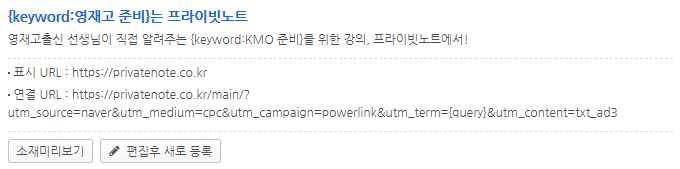 {keyword:영재고 준비}는 프라이빗노트
영재고출신 선생님이 직접 알려주는 {keyword:KMO 준비}를 위한 강의, 프라이빗노트에서!
• 표시 URL : https://privatenote.co.kr
• 연결 URL : https://privatenote.co.kr/main/?
utm_source=naver&utm_medium=cpc&utm_campaign=powerlink&utm_term={query}&utm_content=txt_ad3
소재미리보기 편집후 새로 등록